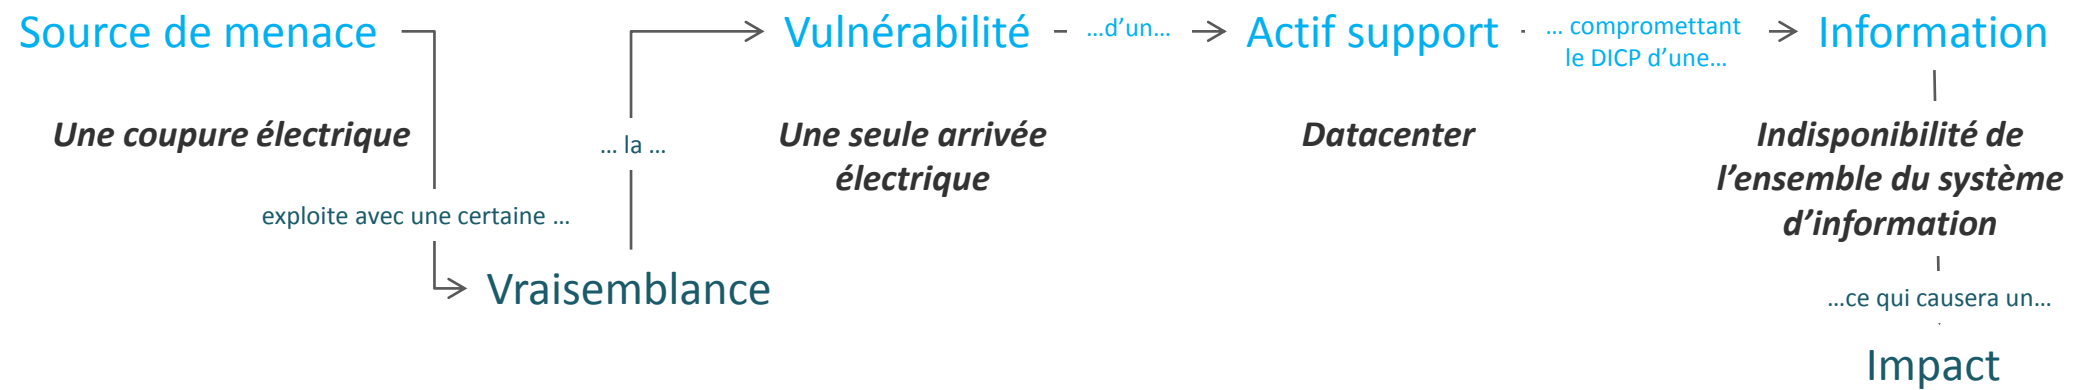 Source de menace
Vulnérabilité
…d’un…
Actif support
… compromettant
le DICP d’une…
Information
Une coupure électrique
… la …
Une seule arrivée
électrique
Datacenter
Indisponibilité de
l’ensemble du système
d’information
exploite avec une certaine …
Vraisemblance
…ce qui causera un…
Impact